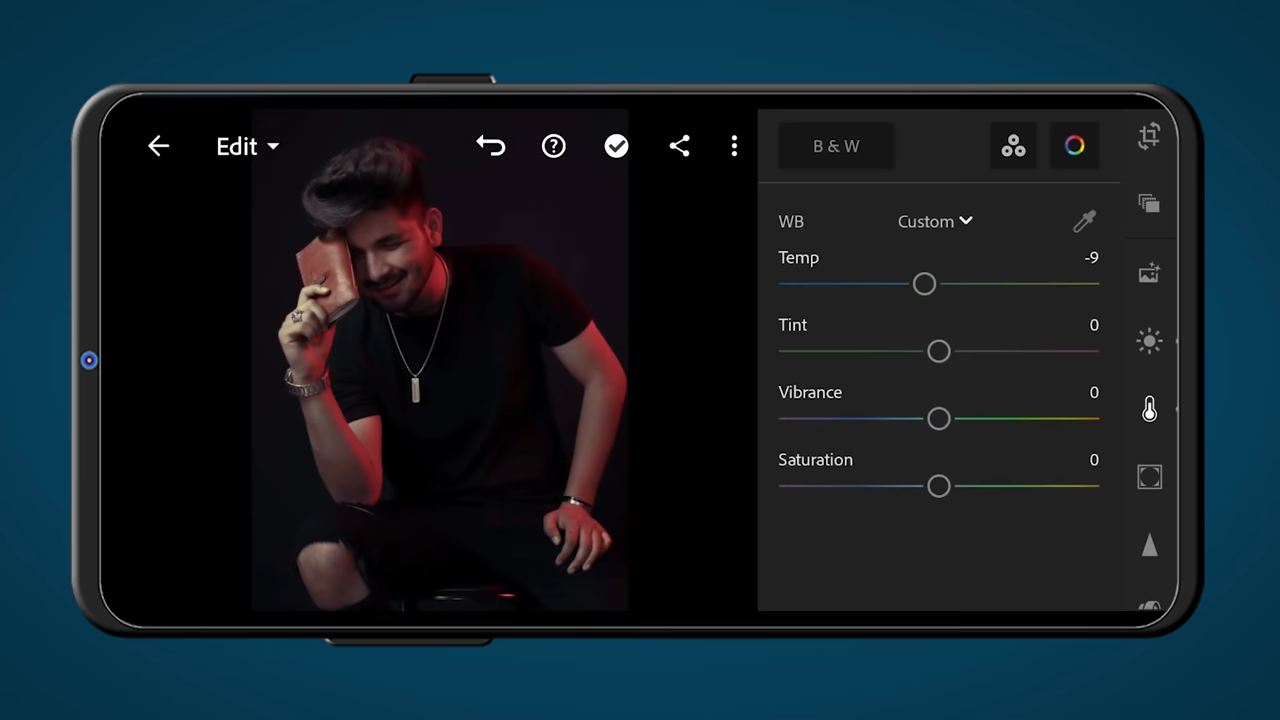 Edit
B & W
WB Custom
Temp -9
Tint 0
Vibrance 0
Saturation 0